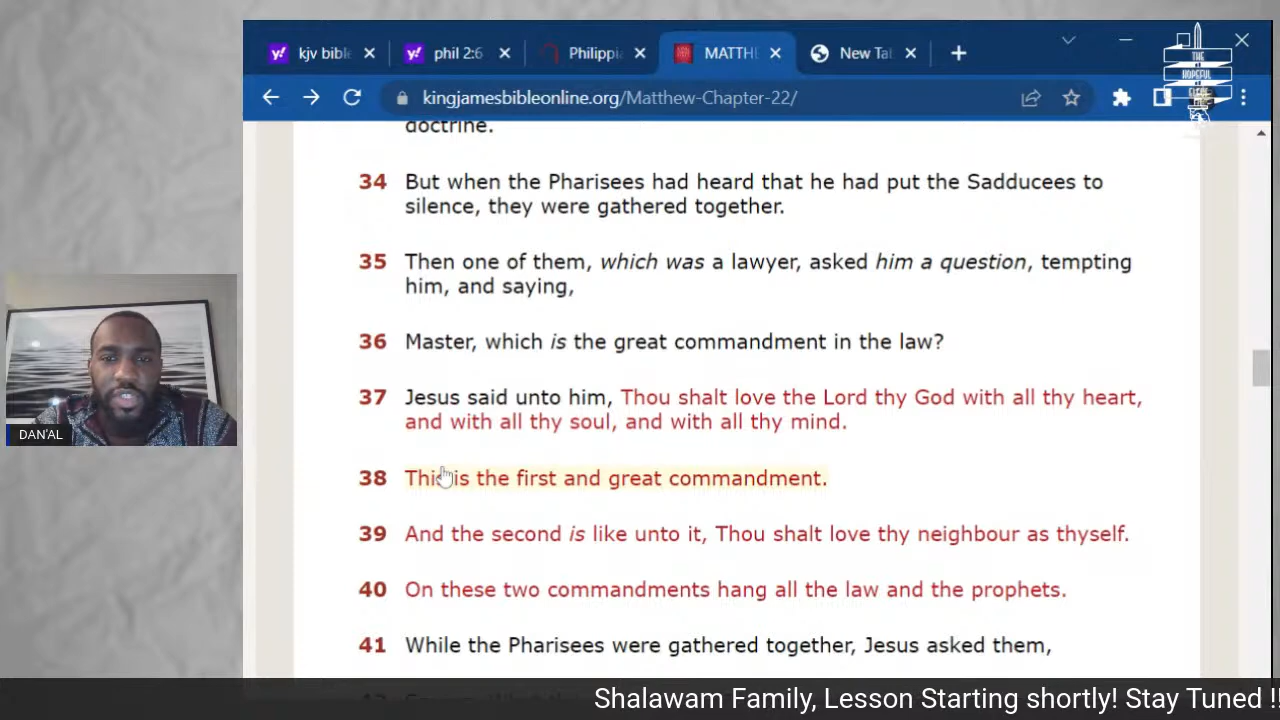 kjv bibl
phil 2:6
Philippia
MATTH
New Ta
THE
HOPEFUL
kingjamesbibleonline.org/Matthew-Chapter-22/
doctrine.
34 But when the Pharisees had heard that he had put the Sadducees to
silence, they were gathered together.
35 Then one of them, which was a lawyer, asked him a question, tempting
him, and saying,
36 Master, which is the great commandment in the law?
37 Jesus said unto him, Thou shalt love the Lord thy God with all thy heart,
and with all thy soul, and with all thy mind.
38 This is the first and great commandment.
39 And the second is like unto it, Thou shalt love thy neighbour as thyself.
40 On these two commandments hang all the law and the prophets.
41 While the Pharisees were gathered together, Jesus asked them,
DAN'AL
Shalawam Family, Lesson Starting shortly! Stay Tuned !!